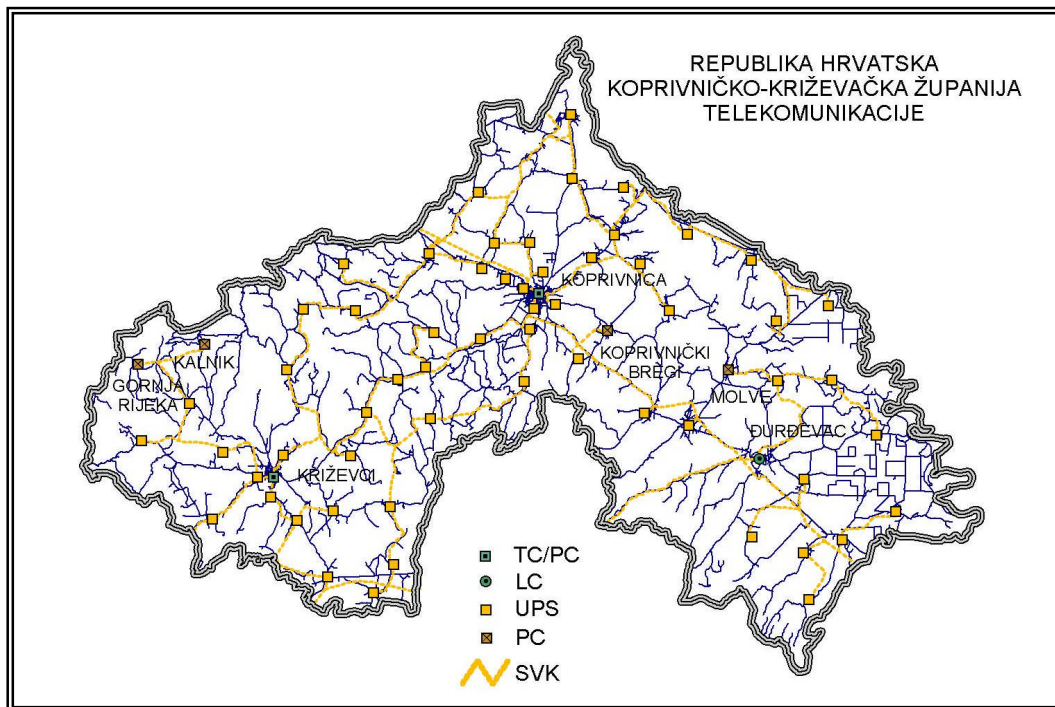 REPUBLIKA HRVATSKA
KOPRIVNIČKO-KRIŽEVAČKA ŽUPANIJA
TELEKOMUNIKACIJE
KOPRIVNICA
KALNIK
KOPRIVNIČKI
BREGI
GORNJA
RIJEKA
MOLVE
ĐURĐEVAC
KRIŽEVCI
TC/PC
LC
UPS
PC
SVK